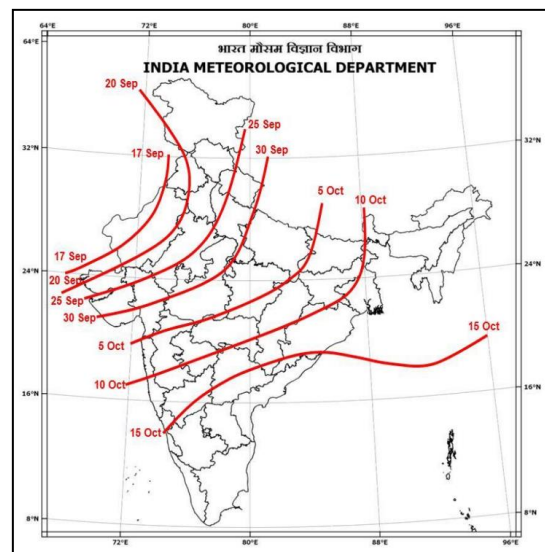 64°E
72°E
80°E
88°E
96°E
64°E
भारत मौसम विज्ञान विभाग
INDIA METEOROLOGICAL DEPARTMENT
20 Sep
25 Sep
32°N
17 Sep
30 Sep
32°N
5 Oct
10 Oct
17 Sep
24°N
20 Sep
24°N
25 Sep
30 Sep
15 Oct
5 Oct
10 Oct
16°N
16°N
15 Oct
8°N
8°N
72°E
80°E
88°E
96°E